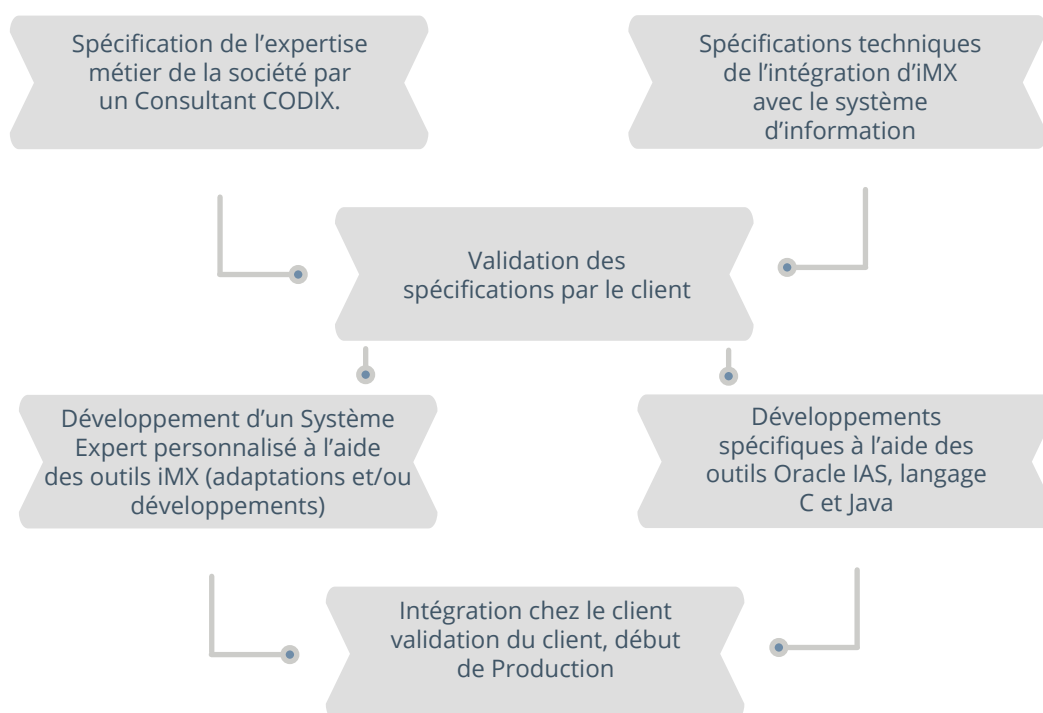 Spécification de l’expertise
métier de la société par
un Consultant CODIX.
Spécifications techniques
de l’intégration d’iMX
avec le système
d’information
Validation des
spécifications par le client
Développement d’un Système
Expert personnalisé à l’aide
des outils iMX (adaptations et/ou
développements)
Développements
spécifiques à l’aide des
outils Oracle IAS, langage
C et Java
Intégration chez le client
validation du client, début
de Production